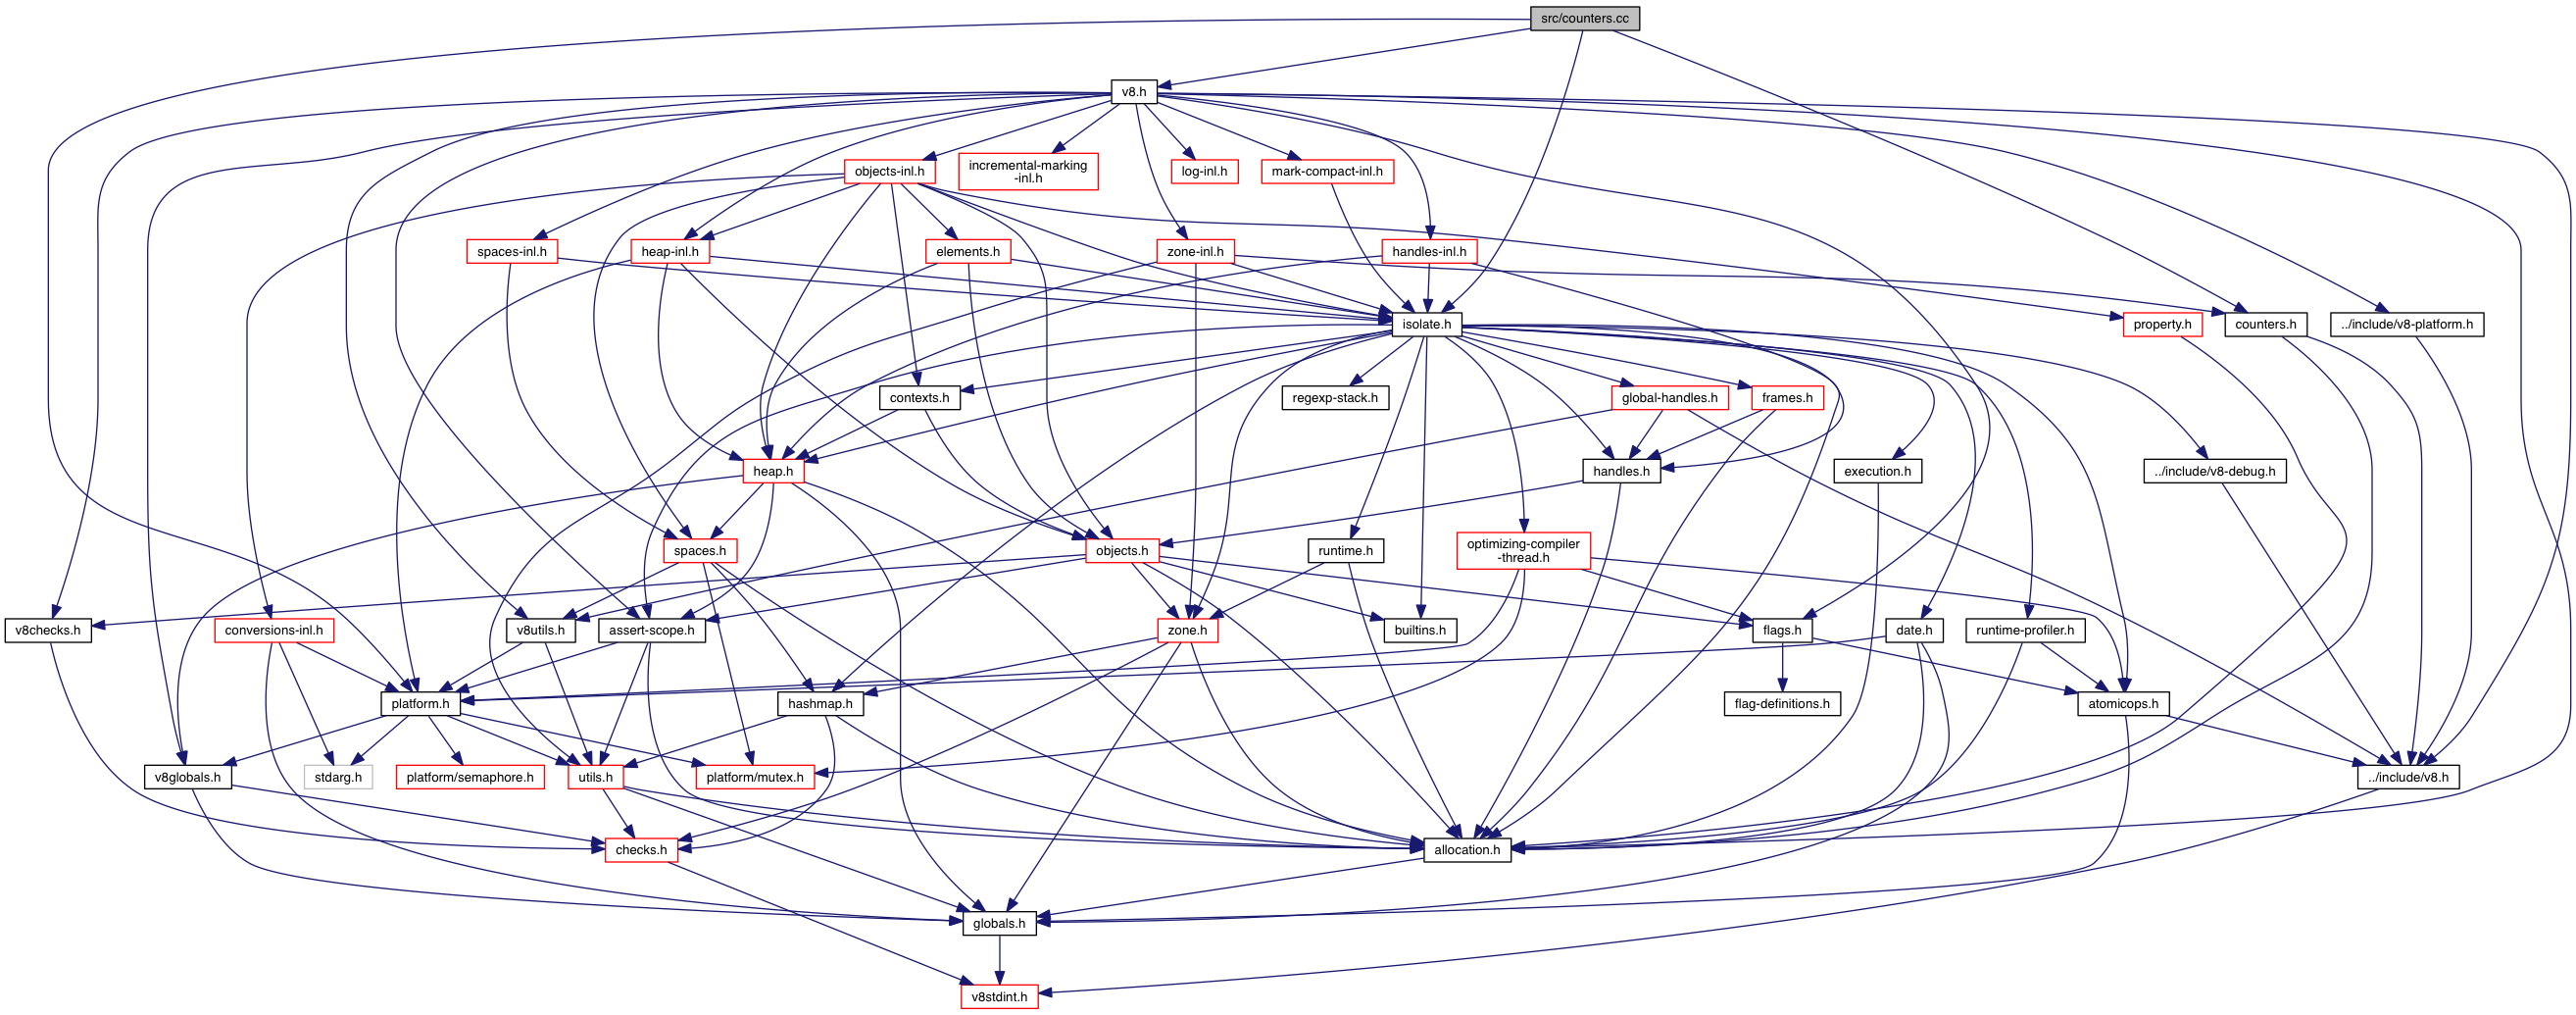 src/counters.cc
v8.h
objects-inl.h
incremental-marking
-inl.h
log-inl.h
mark-compact-inl.h
spaces-inl.h
heap-inl.h
elements.h
zone-inl.h
handles-inl.h
isolate.h
property.h
counters.h
../include/v8-platform.h
contexts.h
regexp-stack.h
global-handles.h
frames.h
heap.h
handles.h
execution.h
../include/v8-debug.h
spaces.h
objects.h
runtime.h
optimizing-compiler
-thread.h
v8checks.h
conversions-inl.h
v8utils.h
assert-scope.h
zone.h
builtins.h
flags.h
date.h
runtime-profiler.h
platform.h
hashmap.h
flag-definitions.h
atomicops.h
v8globals.h
stdarg.h
platform/semaphore.h
utils.h
platform/mutex.h
../include/v8.h
checks.h
allocation.h
globals.h
v8stdint.h